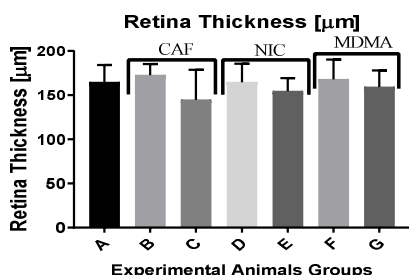 Retina Thickness [µm]
CAF NIC MDMA
Retina Thickness [µm]
200
150
100
50
0
A B C D E F G
Experimental Animals Groups